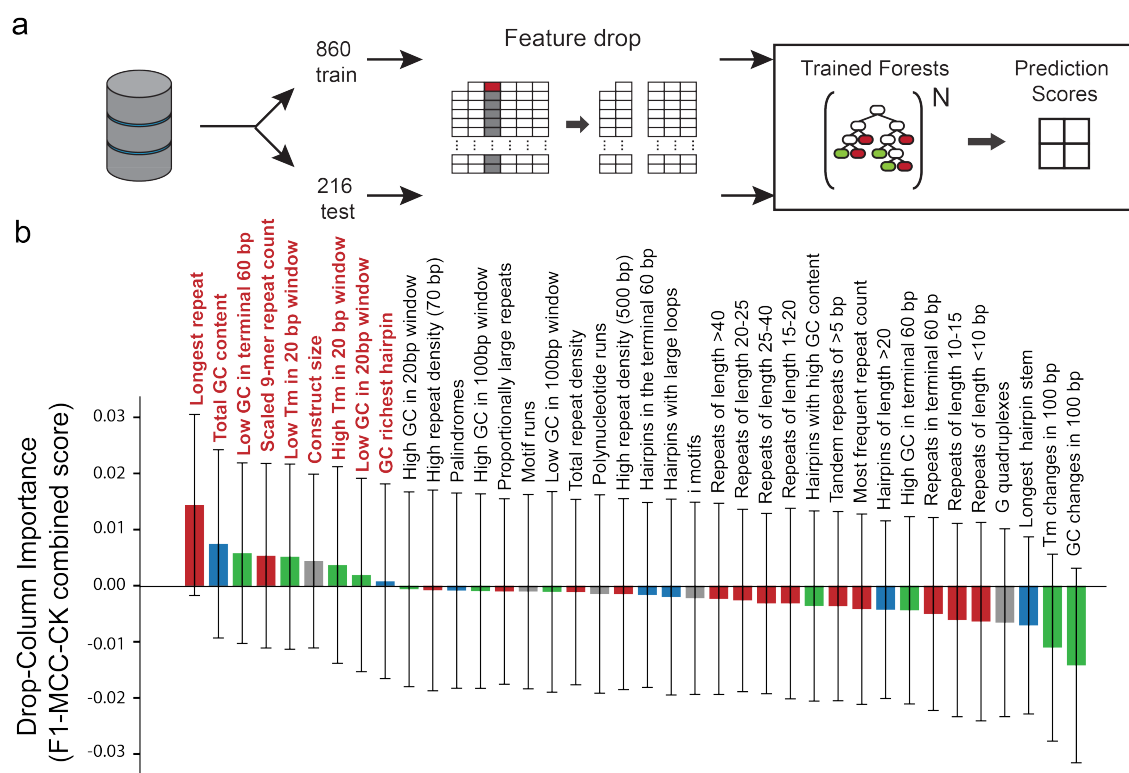 a
860
train
216
test
Feature drop
Trained Forests
N
Prediction
Scores
b
Drop-Column Importance
(F1-MCC-CK combined score)
0.03
0.02
0.01
0.00
-0.01
-0.02
-0.03
Longest repeat
Total GC content
Low GC in terminal 60 bp
Scaled 9-mer repeat count
Low Tm in 20 bp window
Construct size
High Tm in 20 bp window
Low GC in 20bp window
GC richest hairpin
High GC in 20bp window
High repeat density (70 bp)
Palindromes
High GC in 100bp window
Proportionally large repeats
Motif runs
Low GC in 100bp window
Total repeat density
Polynucleotide runs
High repeat density (500 bp)
Hairpins in the terminal 60 bp
Hairpins with large loops
i motifs
Repeats of length >40
Repeats of length 20-25
Repeats of length 25-40
Repeats of length 15-20
Hairpins with high GC content
Tandem repeats of >5 bp
Most frequent repeat count
Hairpins of length >20
High GC in terminal 60 bp
Repeats in terminal 60 bp
Repeats of length 10-15
Repeats of length <10 bp
G quadruplexes
Longest hairpin stem
Tm changes in 100 bp
GC changes in 100 bp